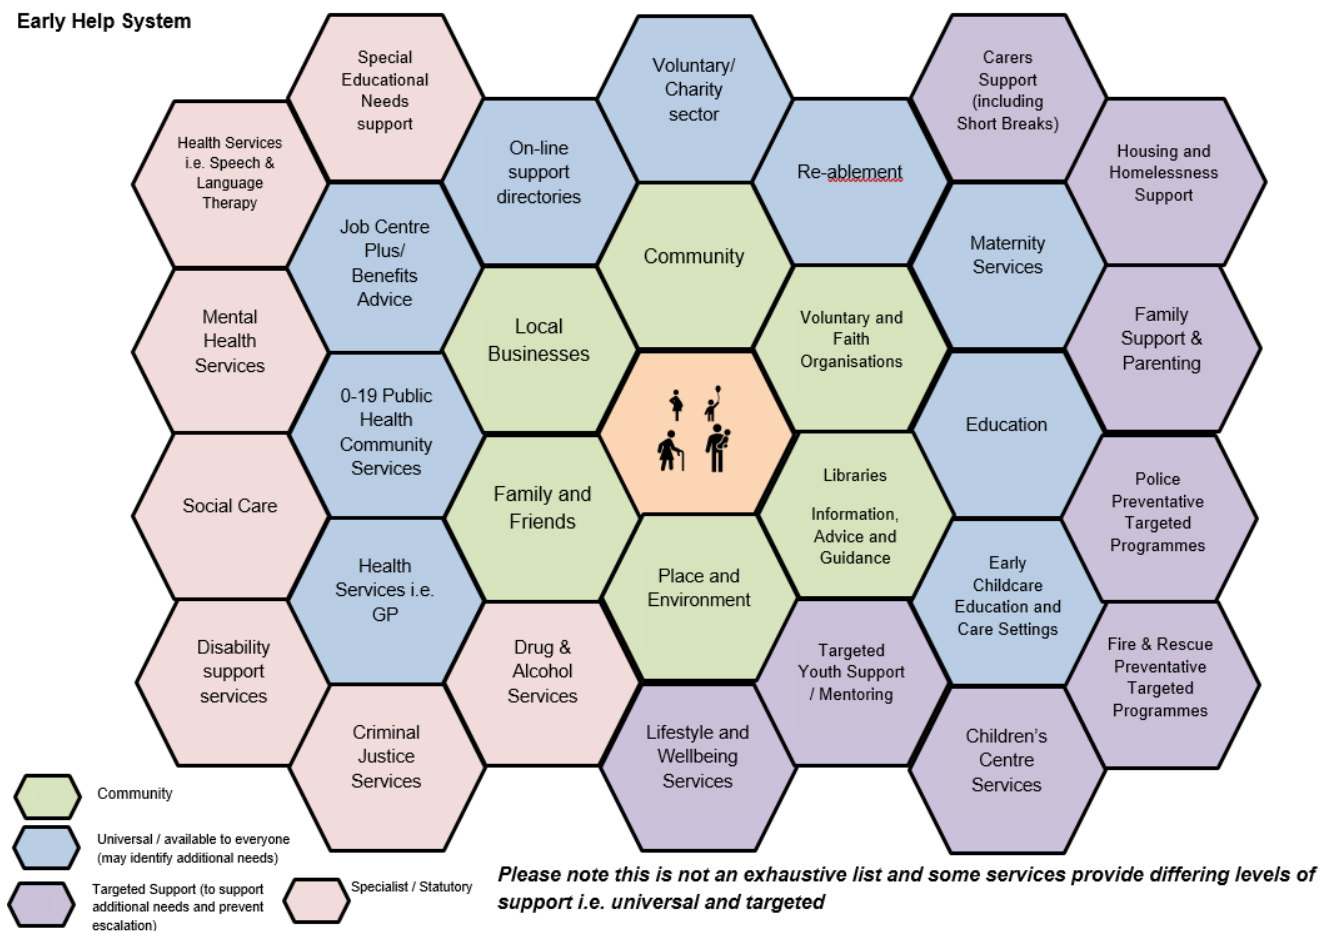 Early Help System
Special
Educational
Needs
support
Voluntary/
Charity
sector
Carers
Support
(including
Short Breaks)
Health Services
i.e. Speech &
Language
Therapy
On-line
support
directories
Re-ablement
Housing and
Homelessness
Support
Job Centre
Plus/
Benefits
Advice
Community
Maternity
Services
Mental
Health
Services
Local
Businesses
Voluntary and
Faith
Organisations
Family
Support &
Parenting
0-19 Public
Health
Community
Services
Education
Social Care
Family and
Friends
Libraries
Information,
Advice and
Guidance
Police
Preventative
Targeted
Programmes
Health
Services i.e.
GP
Place and
Environment
Early
Childcare
Education and
Care Settings
Disability
support
services
Drug &
Alcohol
Services
Targeted
Youth Support
/ Mentoring
Fire & Rescue
Preventative
Targeted
Programmes
Criminal
Justice
Services
Lifestyle and
Wellbeing
Services
Children’s
Centre
Services
Community
Universal / available to everyone
(may identify additional needs)
Targeted Support (to support
additional needs and prevent
escalation)
Specialist / Statutory
Please note this is not an exhaustive list and some services provide differing levels of
support i.e. universal and targeted